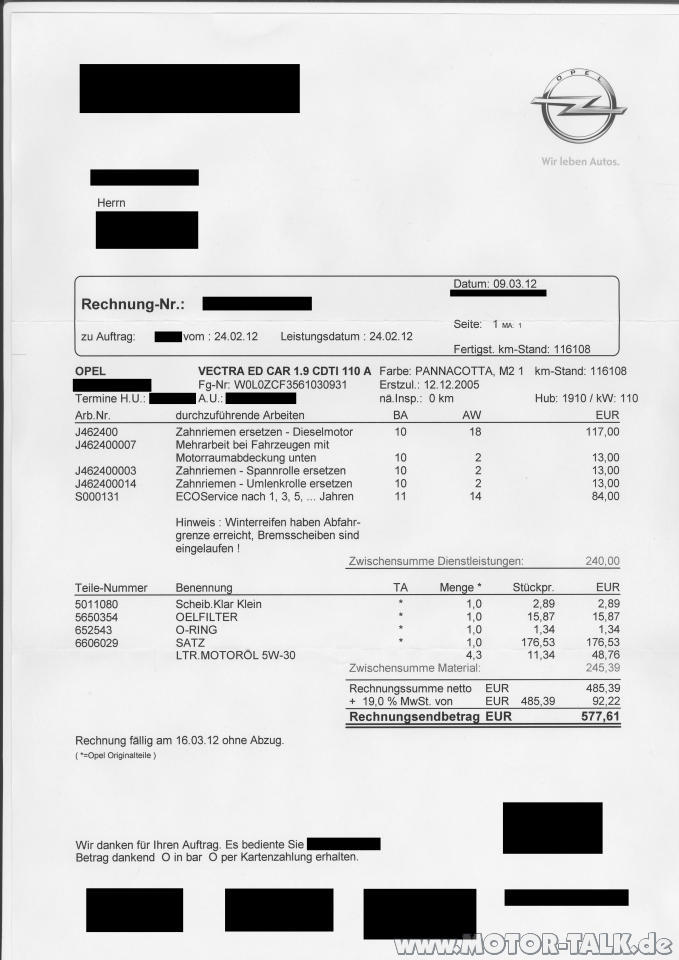 OPEL
Wir leben Autos.
Herrn
Datum: 09.03.12
Rechnung-Nr.:
Seite: 1 MA: 1
zu Auftrag: vom : 24.02.12 Leistungsdatum : 24.02.12
Fertigst. km-Stand: 116108
OPEL VECTRA ED CAR 1.9 CDTI 110 A Farbe: PANNACOTTA, M2 1 km-Stand: 116108
Fg-Nr: W0L0ZCF3561030931 Erstzul.: 12.12.2005
Termine H.U.: A.U.: nä.Insp.: 0 km Hub: 1910 / kW: 110
Arb.Nr. durchzuführende Arbeiten BA AW EUR
J462400 Zahnriemen ersetzen - Dieselmotor 10 18 117,00
J462400007 Mehrarbeit bei Fahrzeugen mit
Motorraumabdeckung unten 10 2 13,00
J462400003 Zahnriemen - Spannrolle ersetzen 10 2 13,00
J462400014 Zahnriemen - Umlenkrolle ersetzen 10 2 13,00
S000131 ECOService nach 1, 3, 5, ... Jahren 11 14 84,00
Hinweis : Winterreifen haben Abfahr-
grenze erreicht, Bremsscheiben sind
eingelaufen !
Zwischensumme Dienstleistungen: 240,00
Teile-Nummer Benennung TA Menge * Stückpr. EUR
5011080 Scheib.Klar Klein * 1,0 2,89 2,89
5650354 OELFILTER * 1,0 15,87 15,87
652543 O-RING * 1,0 1,34 1,34
6606029 SATZ * 1,0 176,53 176,53
LTR.MOTORÖL 5W-30 4,3 11,34 48,76
Zwischensumme Material: 245,39
Rechnungssumme netto EUR 485,39
+ 19,0 % MwSt. von EUR 485,39 92,22
Rechnungsendbetrag EUR 577,61
Rechnung fällig am 16.03.12 ohne Abzug.
( *=Opel Originalteile )
Wir danken für Ihren Auftrag. Es bediente Sie
Betrag dankend O in bar O per Kartenzahlung erhalten.
www.MOTOR-TALK.de